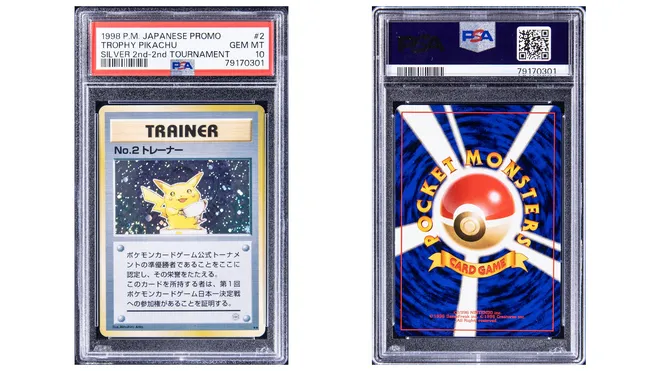 1998 P.M. JAPANESE PROMO #2
TROPHY PIKACHU GEM MT
SILVER 2nd-2nd TOURNAMENT 10
PSA 79170301
TRAINER
No.2トレーナー
ポケモンカードゲーム公式トーナメ
ントの準優勝者であることをここに
認定し、その栄誉をたたえる。
このカードを所持する者は、第1回
ポケモンカードゲーム日本一決定戦
への参加権があることを証明する。
PSA
PSA
79170301
POCKET MONSTERS
CARD GAME